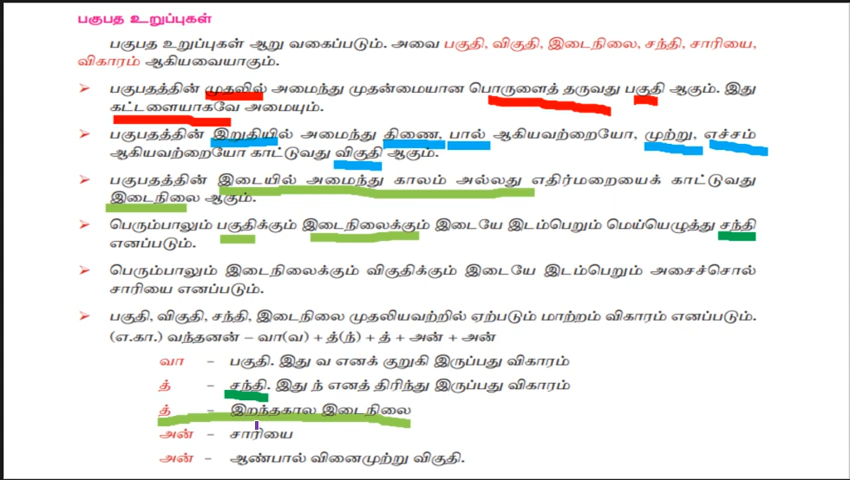 பகுபத உறுப்புகள்
பகுபத உறுப்புகள் ஆறு வகைப்படும். அவை பகுதி, விகுதி, இடைநிலை, சந்தி, சாரியை,
விகாரம் ஆகியவையாகும்.
➢ பகுபதத்தின் முதலில் அமைந்து முதன்மையான பொருளைத் தருவது பகுதி ஆகும். இது
கட்டளையாகவே அமையும்.
➢ பகுபதத்தின் இறுதியில் அமைந்து திணை, பால் ஆகியவற்றையோ, முற்று, எச்சம்
ஆகியவற்றையோ காட்டுவது விகுதி ஆகும்.
➢ பகுபதத்தின் இடையில் அமைந்து காலம் அல்லது எதிர்மறையைக் காட்டுவது
இடைநிலை ஆகும்.
➢ பெரும்பாலும் பகுதிக்கும் இடைநிலைக்கும் இடையே இடம்பெறும் மெய்யெழுத்து சந்தி
எனப்படும்.
➢ பெரும்பாலும் இடைநிலைக்கும் விகுதிக்கும் இடையே இடம்பெறும் அசைச்சொல்
சாரியை எனப்படும்.
➢ பகுதி, விகுதி, சந்தி, இடைநிலை முதலியவற்றில் ஏற்படும் மாற்றம் விகாரம் எனப்படும்.
(எ.கா.) வந்தனன் – வா(வ) + த்(ந்) + த் + அன் + அன்
வா – பகுதி. இது வ எனக் குறுகி இருப்பது விகாரம்
த் – சந்தி. இது ந் எனத் திரிந்து இருப்பது விகாரம்
த் – இறந்தகால இடைநிலை
அன் – சாரியை
அன் – ஆண்பால் வினைமுற்று விகுதி.